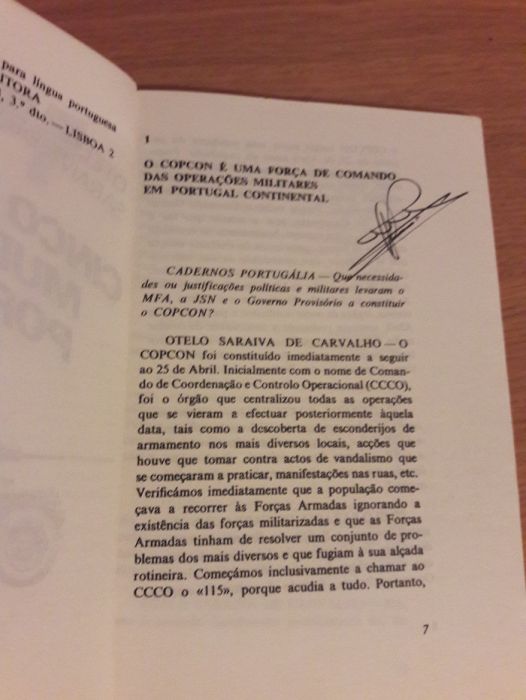 para língua portuguesa
ITORA
3.º dto. — LISBOA 2
1
O COPCON É UMA FORÇA DE COMANDO
DAS OPERAÇÕES MILITARES
EM PORTUGAL CONTINENTAL
CADERNOS PORTUGÁLIA — Que necessida-
des ou justificações políticas e militares levaram o
MFA, a JSN e o Governo Provisório a constituir
o COPCON?
OTELO SARAIVA DE CARVALHO — O
COPCON foi constituído imediatamente a seguir
ao 25 de Abril. Inicialmente com o nome de Coman-
do de Coordenação e Controlo Operacional (CCCO),
foi o órgão que centralizou todas as operações
que se vieram a efectuar posteriormente àquela
data, tais como a descoberta de esconderijos de
armamento nos mais diversos locais, acções que
houve que tomar contra actos de vandalismo que
se começaram a praticar, manifestações nas ruas, etc.
Verificámos imediatamente que a população come-
çava a recorrer às Forças Armadas ignorando a
existência das forças militarizadas e que as Forças
Armadas tinham de resolver um conjunto de pro-
blemas dos mais diversos e que fugiam à sua alçada
rotineira. Começámos inclusivamente a chamar ao
CCCO o «115», porque acudia a tudo. Portanto,
7